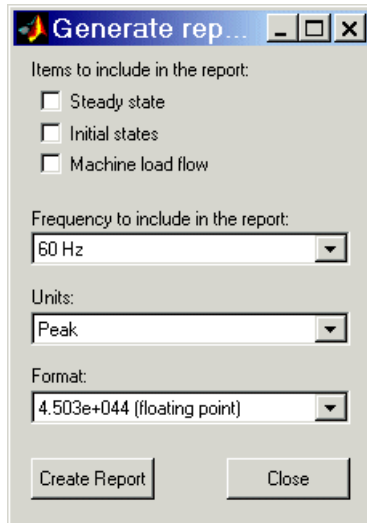 Generate rep...
Items to include in the report:
Steady state
Initial states
Machine load flow
Frequency to include in the report:
60 Hz
Units:
Peak
Format:
4.503e+044 (floating point)
Create Report Close